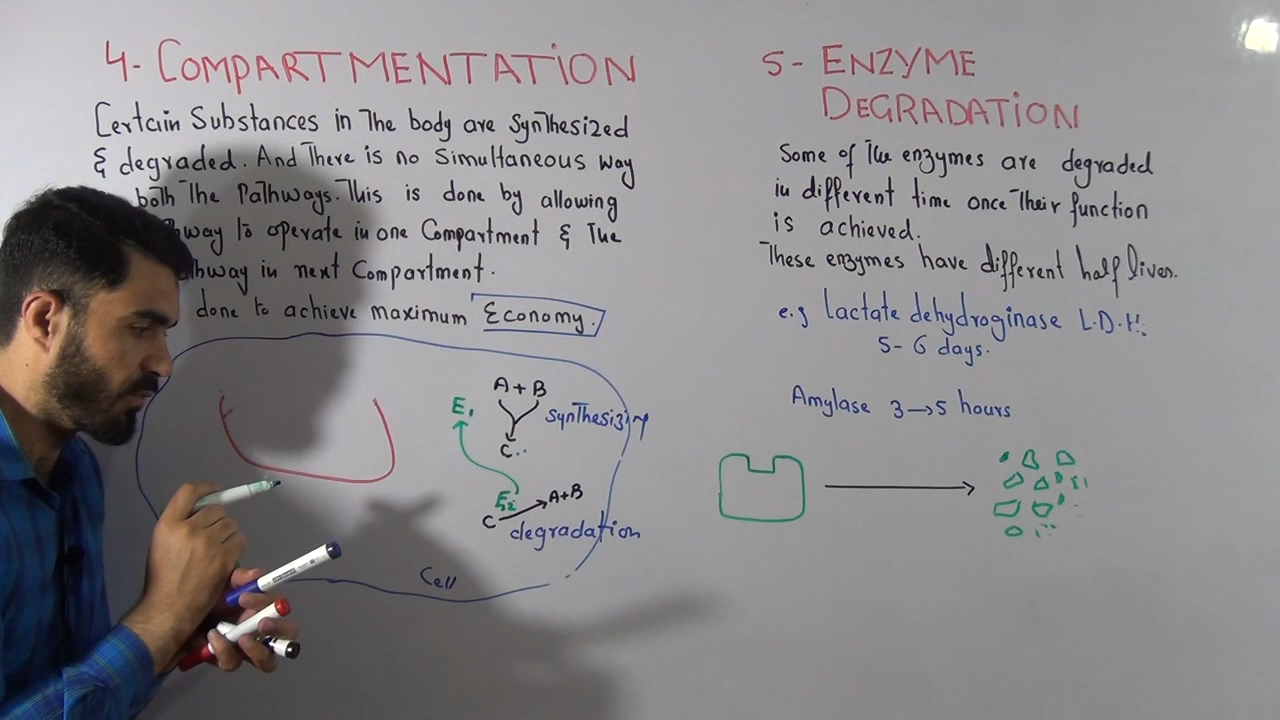 4- COMPARTMENTATION
Certain Substances in The body are SynThesized
& degraded. And There is no Simultaneous way
both The PaThways. This is done by allowing
way to operate in one Compartment & The
hway in next Compartment.
done to achieve maximum Economy.
E1
A + B
synThesizing
C..
E2
C → A+B
degradation
Cell
5- ENZYME
DEGRADATION
Some of The enzymes are degraded
in different time once Their function
is achieved.
These enzymes have different half lives.
e.g Lactate dehydroginase L.D.H.
5-6 days.
Amylase 3→5 hours